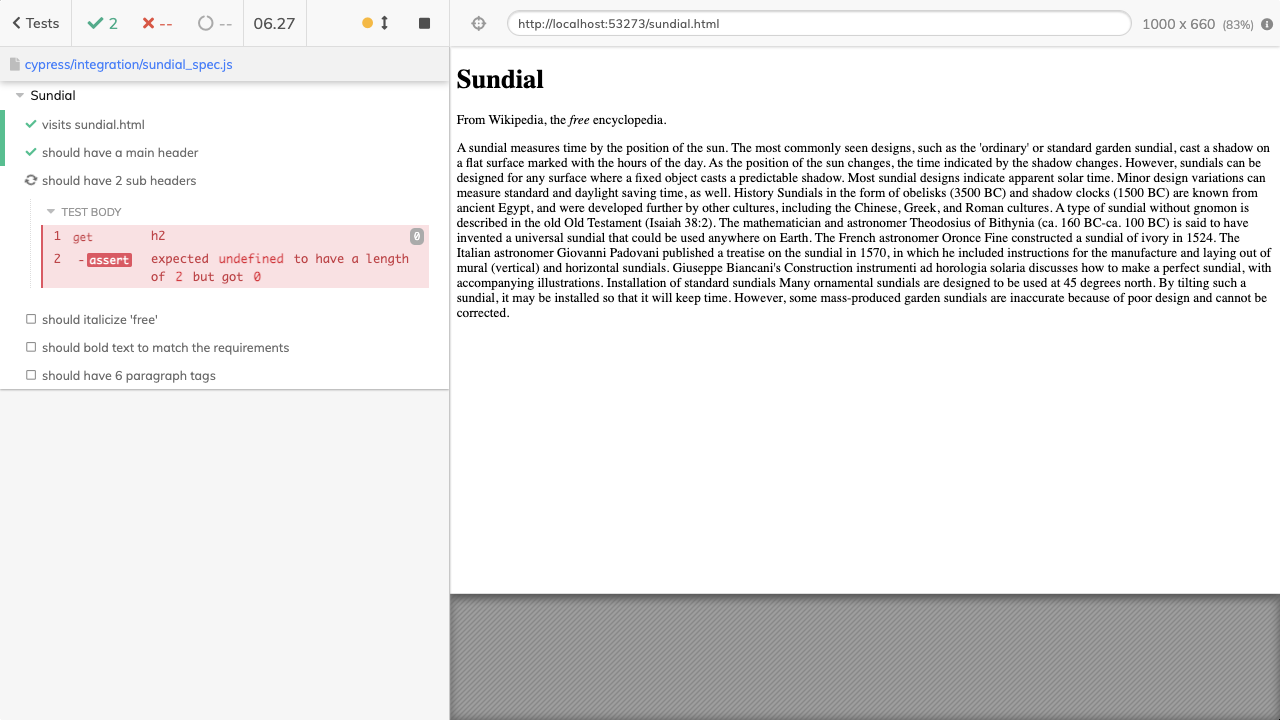 Tests 2 -- -- 06.27
http://localhost:53273/sundial.html 1000 x 660 (83%)
cypress/integration/sundial_spec.js
Sundial
visits sundial.html
should have a main header
should have 2 sub headers
TEST BODY
1 get h2 0
2 -assert expected undefined to have a length
of 2 but got 0
should italicize 'free'
should bold text to match the requirements
should have 6 paragraph tags
Sundial
From Wikipedia, the free encyclopedia.
A sundial measures time by the position of the sun. The most commonly seen designs, such as the 'ordinary' or standard garden sundial, cast a shadow on
a flat surface marked with the hours of the day. As the position of the sun changes, the time indicated by the shadow changes. However, sundials can be
designed for any surface where a fixed object casts a predictable shadow. Most sundial designs indicate apparent solar time. Minor design variations can
measure standard and daylight saving time, as well. History Sundials in the form of obelisks (3500 BC) and shadow clocks (1500 BC) are known from
ancient Egypt, and were developed further by other cultures, including the Chinese, Greek, and Roman cultures. A type of sundial without gnomon is
described in the old Old Testament (Isaiah 38:2). The mathematician and astronomer Theodosius of Bithynia (ca. 160 BC-ca. 100 BC) is said to have
invented a universal sundial that could be used anywhere on Earth. The French astronomer Oronce Fine constructed a sundial of ivory in 1524. The
Italian astronomer Giovanni Padovani published a treatise on the sundial in 1570, in which he included instructions for the manufacture and laying out of
mural (vertical) and horizontal sundials. Giuseppe Biancani's Construction instrumenti ad horologia solaria discusses how to make a perfect sundial, with
accompanying illustrations. Installation of standard sundials Many ornamental sundials are designed to be used at 45 degrees north. By tilting such a
sundial, it may be installed so that it will keep time. However, some mass-produced garden sundials are inaccurate because of poor design and cannot be
corrected.